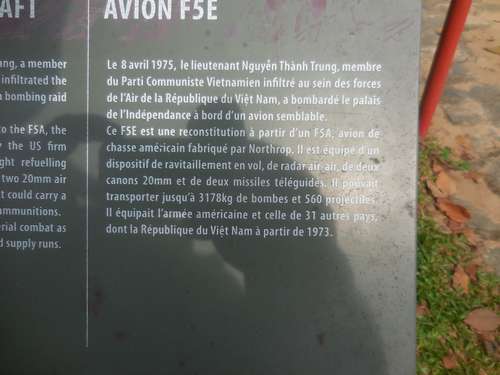 AFT
ang, a member
infiltrated the
bombing raid
to the F5A, the
the US firm
ght refuelling
two 20mm air
t could carry a
ammunitions.
erial combat as
d supply runs.
AVION F5E
Le 8 avril 1975, le lieutenant Nguyễn Thành Trung, membre
du Parti Communiste Vietnamien infiltré au sein des forces
de l'Air de la République du Việt Nam, a bombardé le palais
de l'Indépendance à bord d'un avion semblable.
Ce F5E est une reconstitution à partir d'un F5A, avion de
chasse américain fabriqué par Northrop. Il est équipé d'un
dispositif de ravitaillement en vol, de radar air-air, de deux
canons 20mm et de deux missiles téléguidés. Il pouvait
transporter jusqu'à 3178kg de bombes et 560 projectiles.
Il équipait l'armée américaine et celle de 31 autres pays,
dont la République du Việt Nam à partir de 1973.